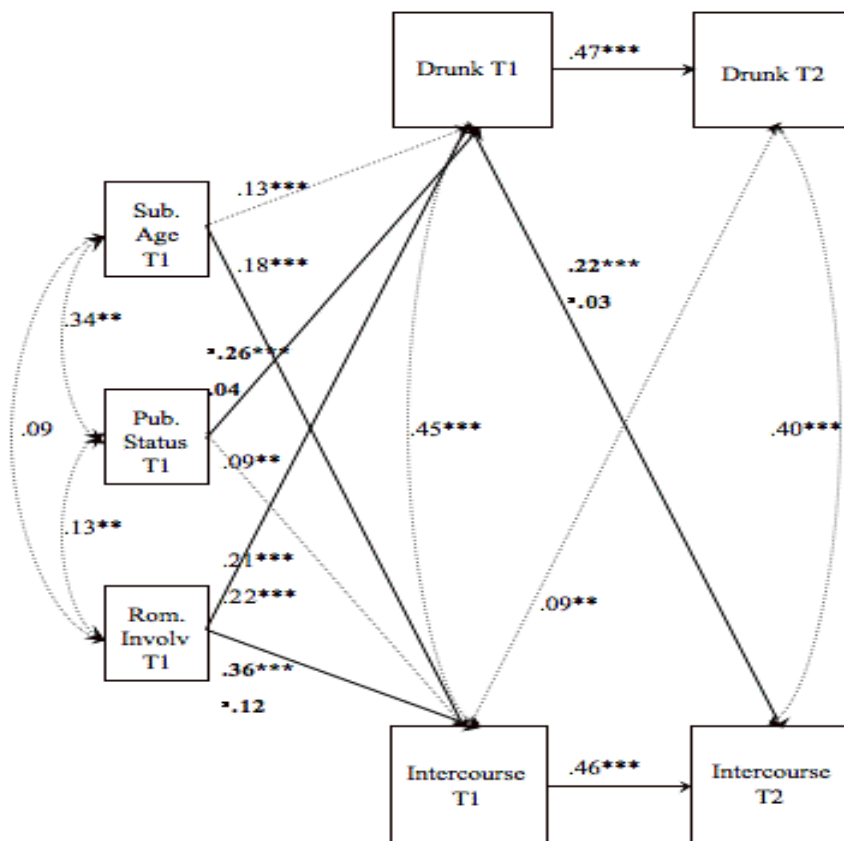 Drunk T1
.47***
Drunk T2
Sub.
Age
T1
.13***
.18***
.34**
ª.26***
.04
.22***
ª.03
Pub.
Status
T1
.09
.09**
.45***
.40***
.13**
.21***
.22***
Rom.
Involv
T1
.09**
.36***
ª.12
Intercourse
T1
.46***
Intercourse
T2